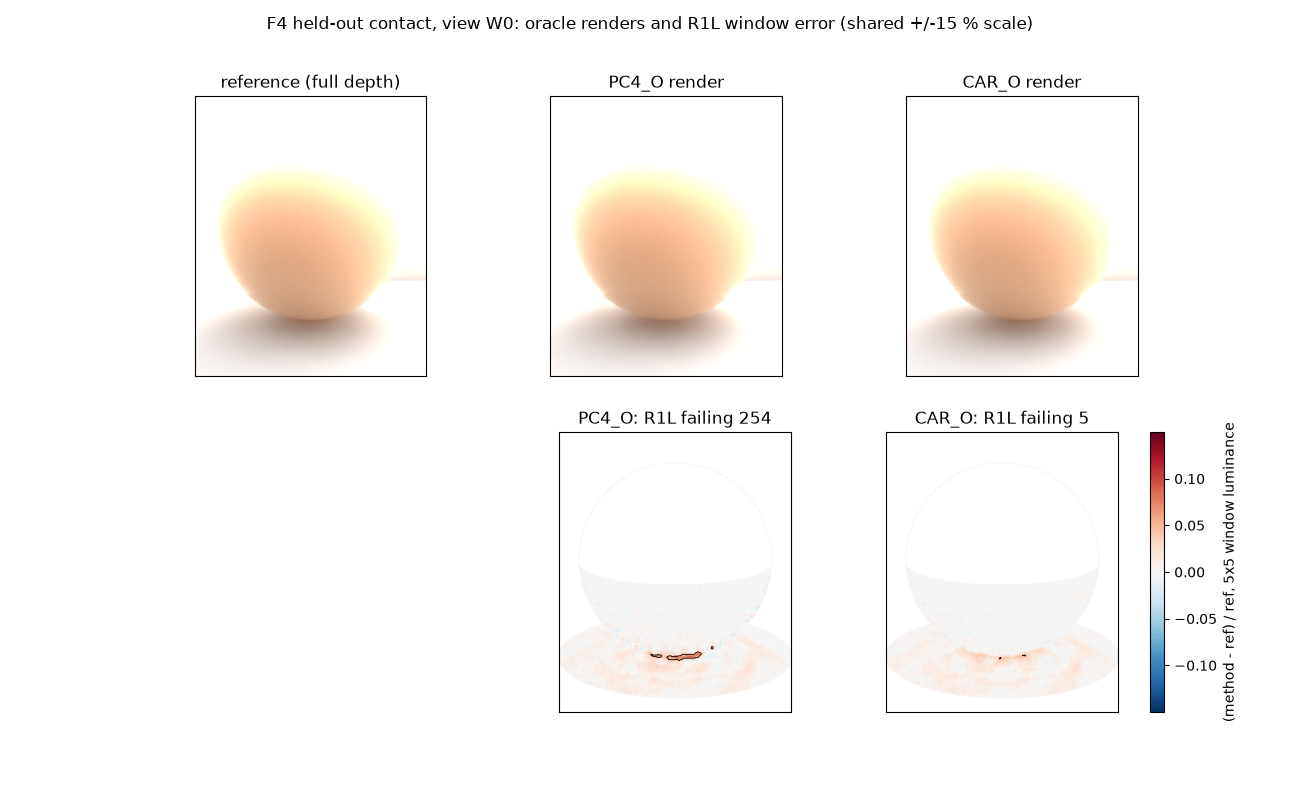 F4 held-out contact, view W0: oracle renders and R1L window error (shared +/-15 % scale)
reference (full depth)
PC4_O render
CAR_O render
PC4_O: R1L failing 254
CAR_O: R1L failing 5
0.10
0.05
0.00
−0.05
−0.10
(method - ref) / ref, 5x5 window luminance